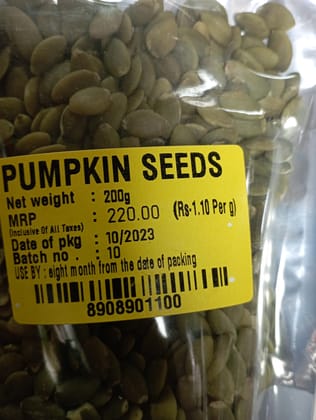 PUMPKIN SEEDS
Net weight : 200g
MRP : 220.00 (Rs-1.10 Per g)
(Inclusive Of All Taxes)
Date of pkg : 10/2023
Batch no . : 10
USE BY : eight month from the date of packing
8908901100